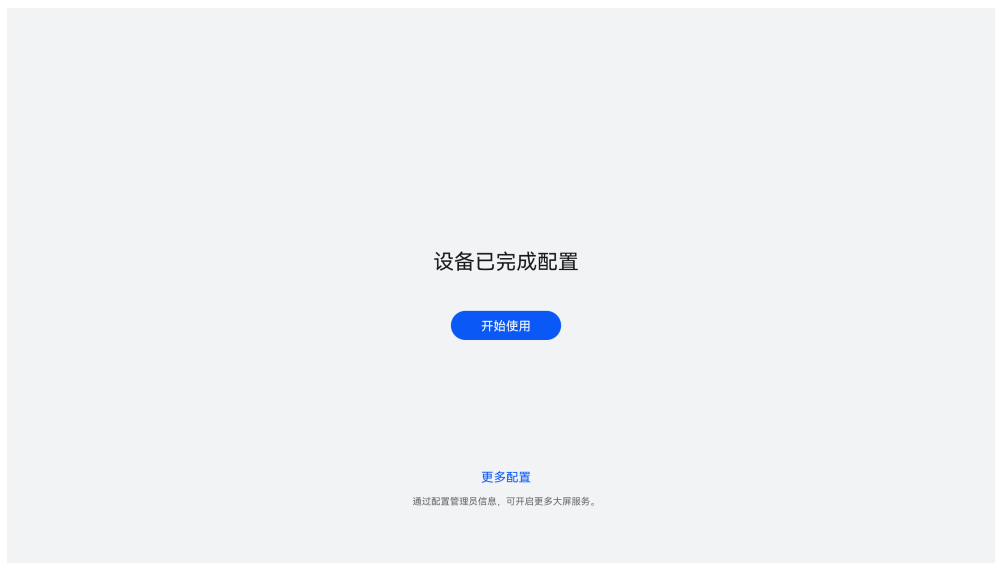 设备已完成配置
开始使用
更多配置
通过配置管理员信息，可开启更多大屏服务。